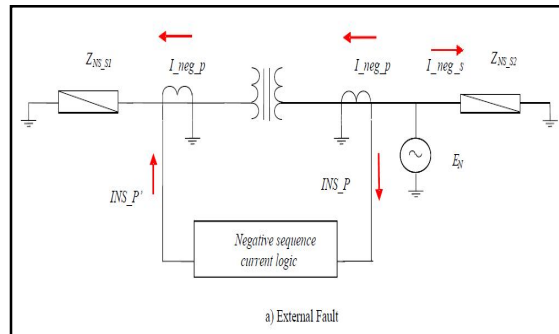 I_neg_p I_neg_p I_neg_s
Z_NS_S1 Z_NS_S2
E_N
INS_P' INS_P
Negative sequence
current logic
a) External Fault